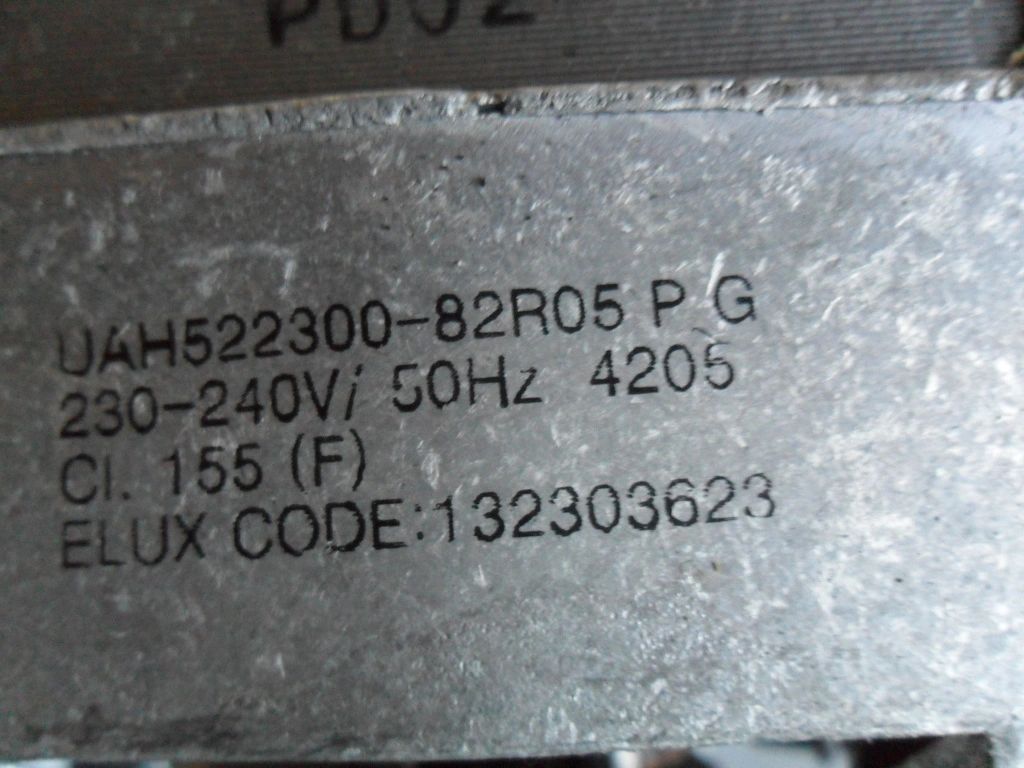 UAH522300-82R05 P G
230-240V/ 50Hz 4205
Cl. 155 (F)
ELUX CODE:132303623